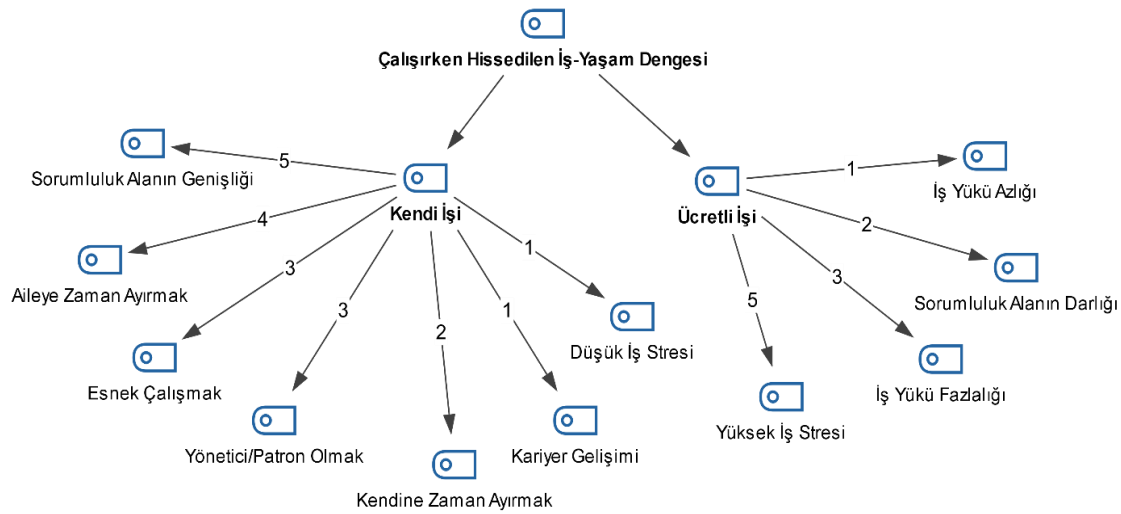 Çalışırken Hissedilen İş-Yaşam Dengesi
5
Sorumluluk Alanın Genişliği
Kendi İşi
4
Aileye Zaman Ayırmak
3
Esnek Çalışmak
3
Yönetici/Patron Olmak
2
Kendine Zaman Ayırmak
1
Kariyer Gelişimi
1
Düşük İş Stresi
Ücretli İşi
1
İş Yükü Azlığı
2
Sorumluluk Alanın Darlığı
3
İş Yükü Fazlalığı
5
Yüksek İş Stresi